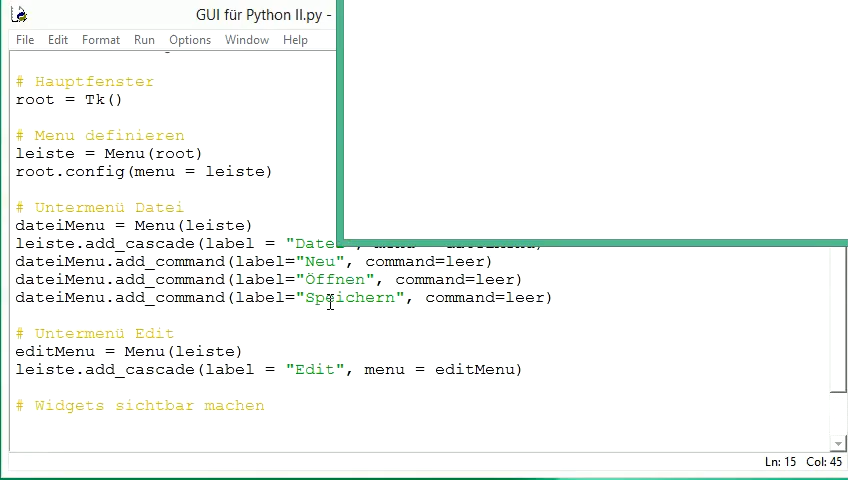 GUI für Python II.py -
File Edit Format Run Options Window Help
# Hauptfenster
root = Tk()
# Menu definieren
leiste = Menu(root)
root.config(menu = leiste)
# Untermenü Datei
dateiMenu = Menu(leiste)
leiste.add_cascade(label = "Date
dateiMenu.add_command(label="Neu", command=leer)
dateiMenu.add_command(label="Öffnen", command=leer)
dateiMenu.add_command(label="Speichern", command=leer)
# Untermenü Edit
editMenu = Menu(leiste)
leiste.add_cascade(label = "Edit", menu = editMenu)
# Widgets sichtbar machen
Ln: 15 Col: 45